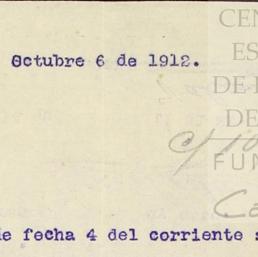 Octubre 6 de 1912.
CEN
ES
DE
DE
FUN
de fecha 4 del corriente